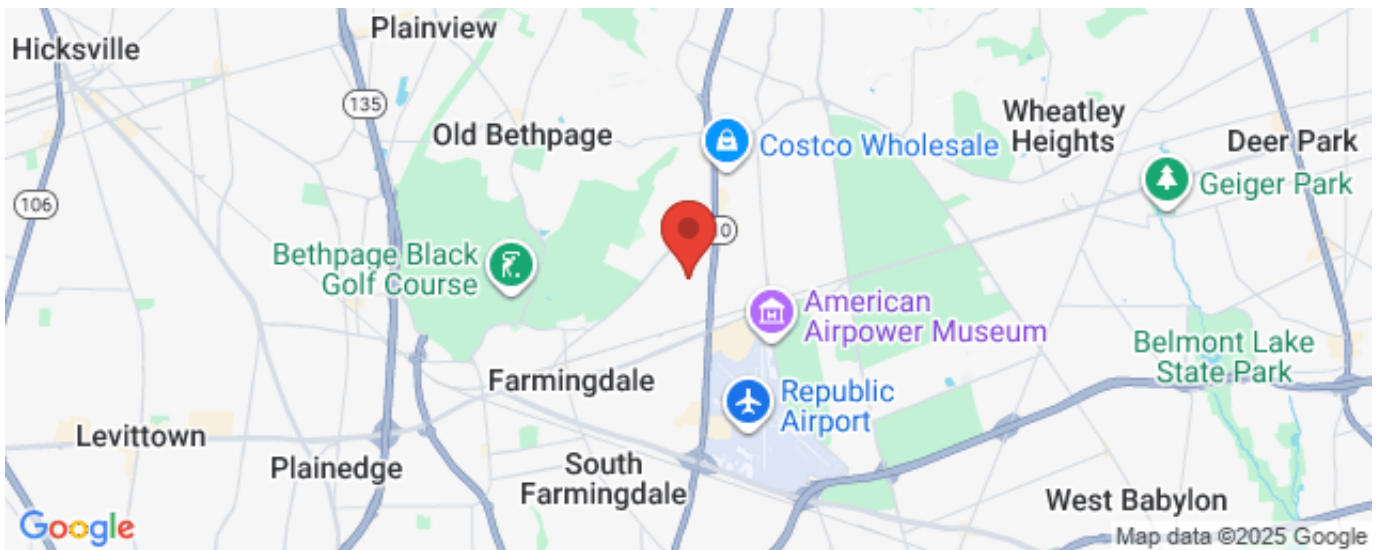 Hicksville
Plainview
135
Old Bethpage
Costco Wholesale
Wheatley
Heights
Deer Park
Geiger Park
106
10
Bethpage Black
Golf Course
American
Airpower Museum
Belmont Lake
State Park
Farmingdale
Republic
Airport
Levittown
Plainedge
South
Farmingdale
West Babylon
Google
Map data ©2025 Google